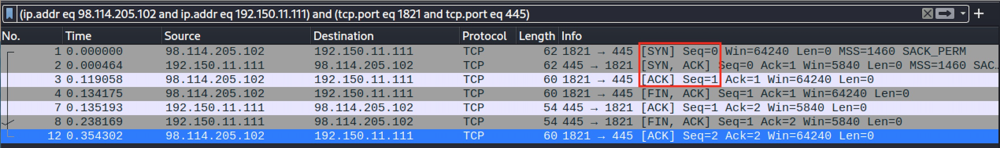 (ip.addr eq 98.114.205.102 and ip.addr eq 192.150.11.111) and (tcp.port eq 1821 and tcp.port eq 445)
No. Time Source Destination Protocol Length Info
1 0.000000 98.114.205.102 192.150.11.111 TCP 62 1821 → 445 [SYN] Seq=0 Win=64240 Len=0 MSS=1460 SACK_PERM
2 0.000464 192.150.11.111 98.114.205.102 TCP 62 445 → 1821 [SYN, ACK] Seq=0 Ack=1 Win=5840 Len=0 MSS=1460 SAC…
3 0.119058 98.114.205.102 192.150.11.111 TCP 60 1821 → 445 [ACK] Seq=1 Ack=1 Win=64240 Len=0
4 0.134175 98.114.205.102 192.150.11.111 TCP 60 1821 → 445 [FIN, ACK] Seq=1 Ack=1 Win=64240 Len=0
7 0.135193 192.150.11.111 98.114.205.102 TCP 54 445 → 1821 [ACK] Seq=1 Ack=2 Win=5840 Len=0
8 0.238169 192.150.11.111 98.114.205.102 TCP 54 445 → 1821 [FIN, ACK] Seq=1 Ack=2 Win=5840 Len=0
12 0.354302 98.114.205.102 192.150.11.111 TCP 60 1821 → 445 [ACK] Seq=2 Ack=2 Win=64240 Len=0